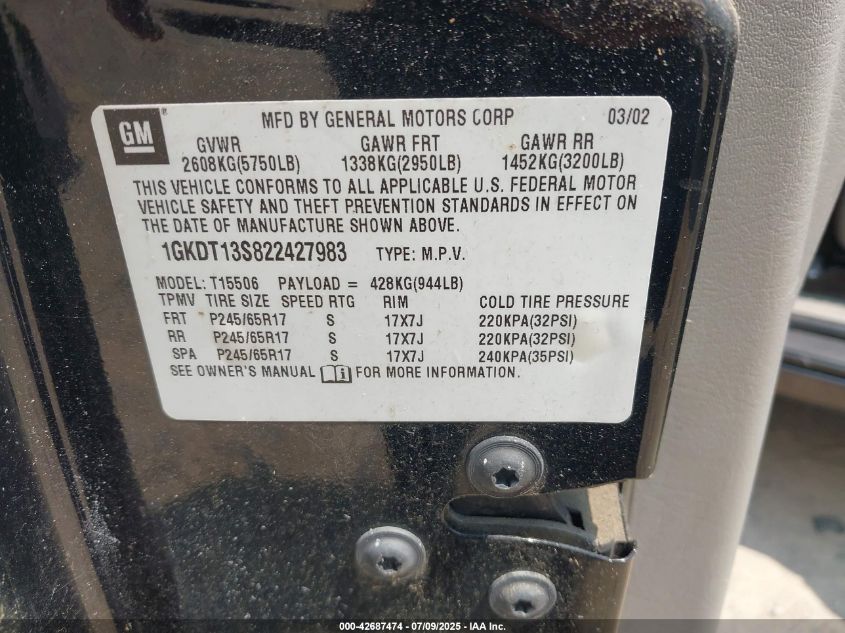 GM
MFD BY GENERAL MOTORS CORP 03/02
GVWR GAWR FRT GAWR RR
2608KG(5750LB) 1338KG(2950LB) 1452KG(3200LB)
THIS VEHICLE CONFORMS TO ALL APPLICABLE U.S. FEDERAL MOTOR
VEHICLE SAFETY AND THEFT PREVENTION STANDARDS IN EFFECT ON
THE DATE OF MANUFACTURE SHOWN ABOVE.
1GKDT13S822427983 TYPE: M.P.V.
MODEL: T15506 PAYLOAD = 428KG(944LB)
TPMV TIRE SIZE SPEED RTG RIM COLD TIRE PRESSURE
FRT P245/65R17 S 17X7J 220KPA(32PSI)
RR P245/65R17 S 17X7J 220KPA(32PSI)
SPA P245/65R17 S 17X7J 240KPA(35PSI)
SEE OWNER'S MANUAL FOR MORE INFORMATION.
000-42687474 / 07/09/2025 - IAA Inc.